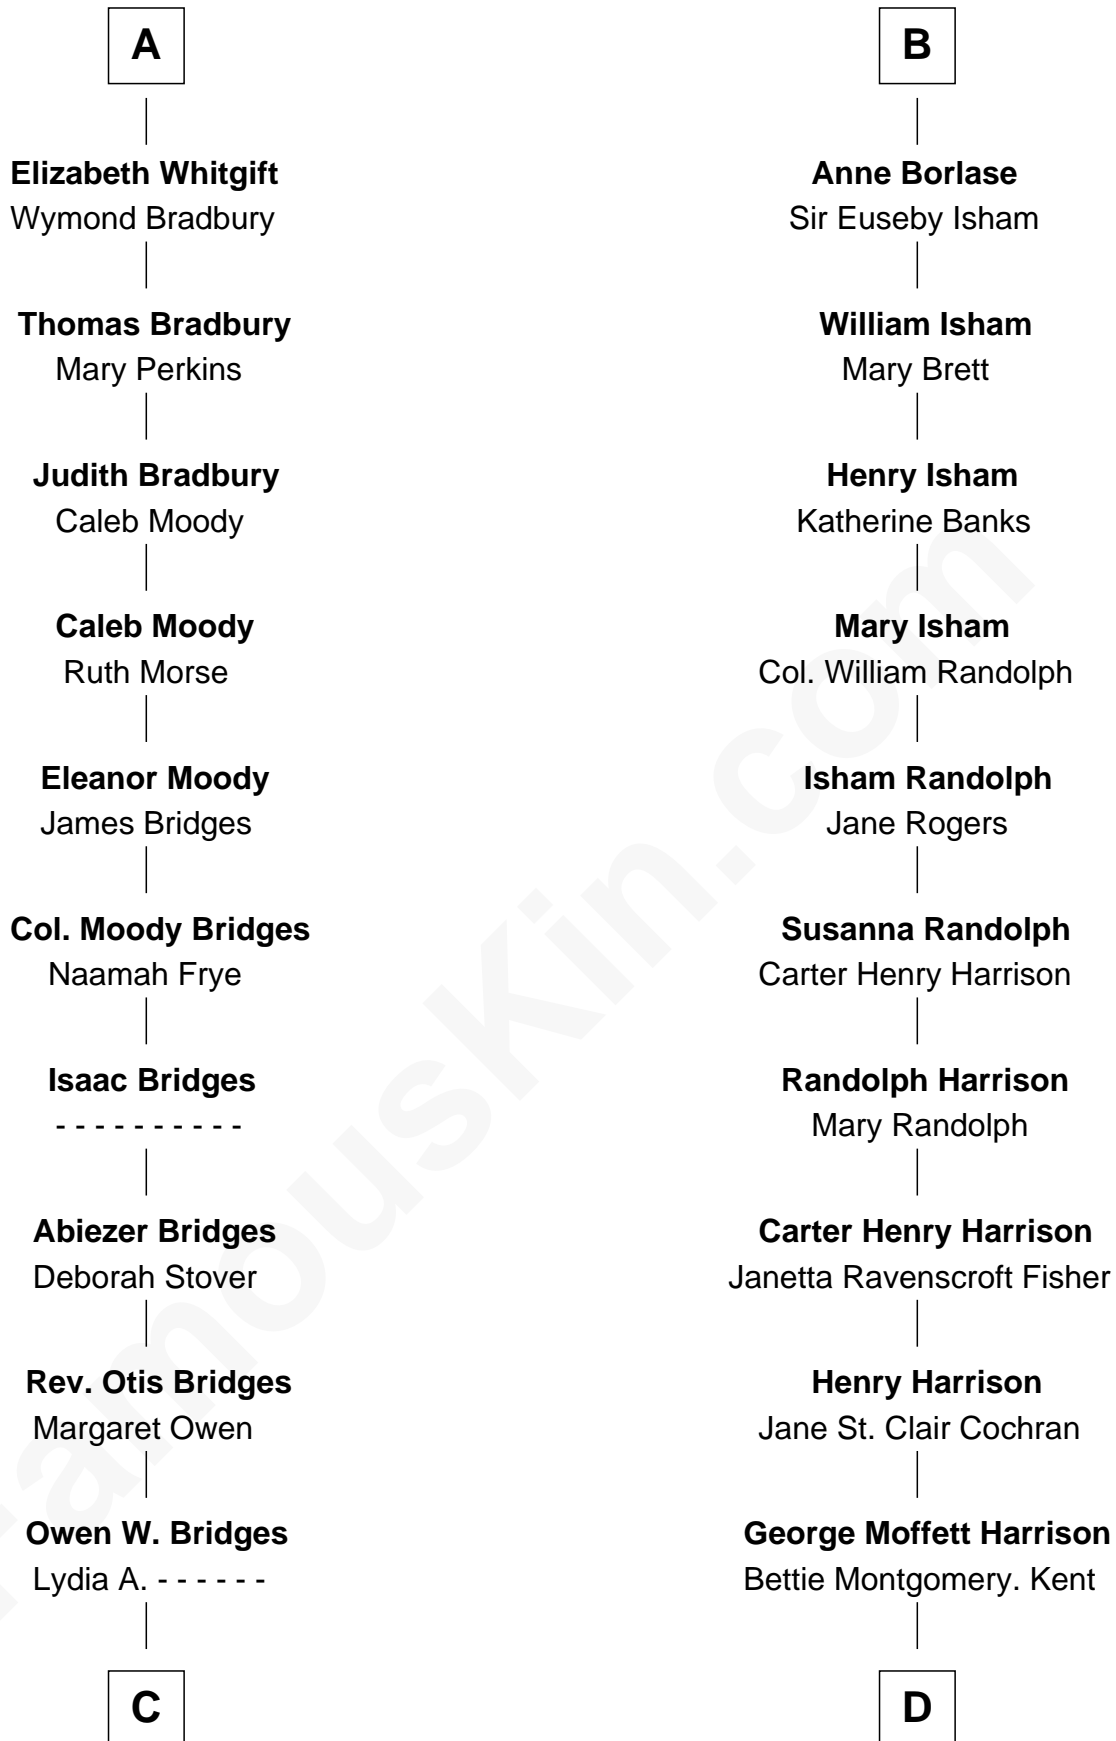 A
Elizabeth Whitgift
Wymond Bradbury
Thomas Bradbury
Mary Perkins
Judith Bradbury
Caleb Moody
Caleb Moody
Ruth Morse
Eleanor Moody
James Bridges
Col. Moody Bridges
Naamah Frye
Isaac Bridges
- - - - - - - - - -
Abiezer Bridges
Deborah Stover
Rev. Otis Bridges
Margaret Owen
Owen W. Bridges
Lydia A. - - - - - -
C
B
Anne Borlase
Sir Euseby Isham
William Isham
Mary Brett
Henry Isham
Katherine Banks
Mary Isham
Col. William Randolph
Isham Randolph
Jane Rogers
Susanna Randolph
Carter Henry Harrison
Randolph Harrison
Mary Randolph
Carter Henry Harrison
Janetta Ravenscroft Fisher
Henry Harrison
Jane St. Clair Cochran
George Moffett Harrison
Bettie Montgomery. Kent
D
FamousKin.com